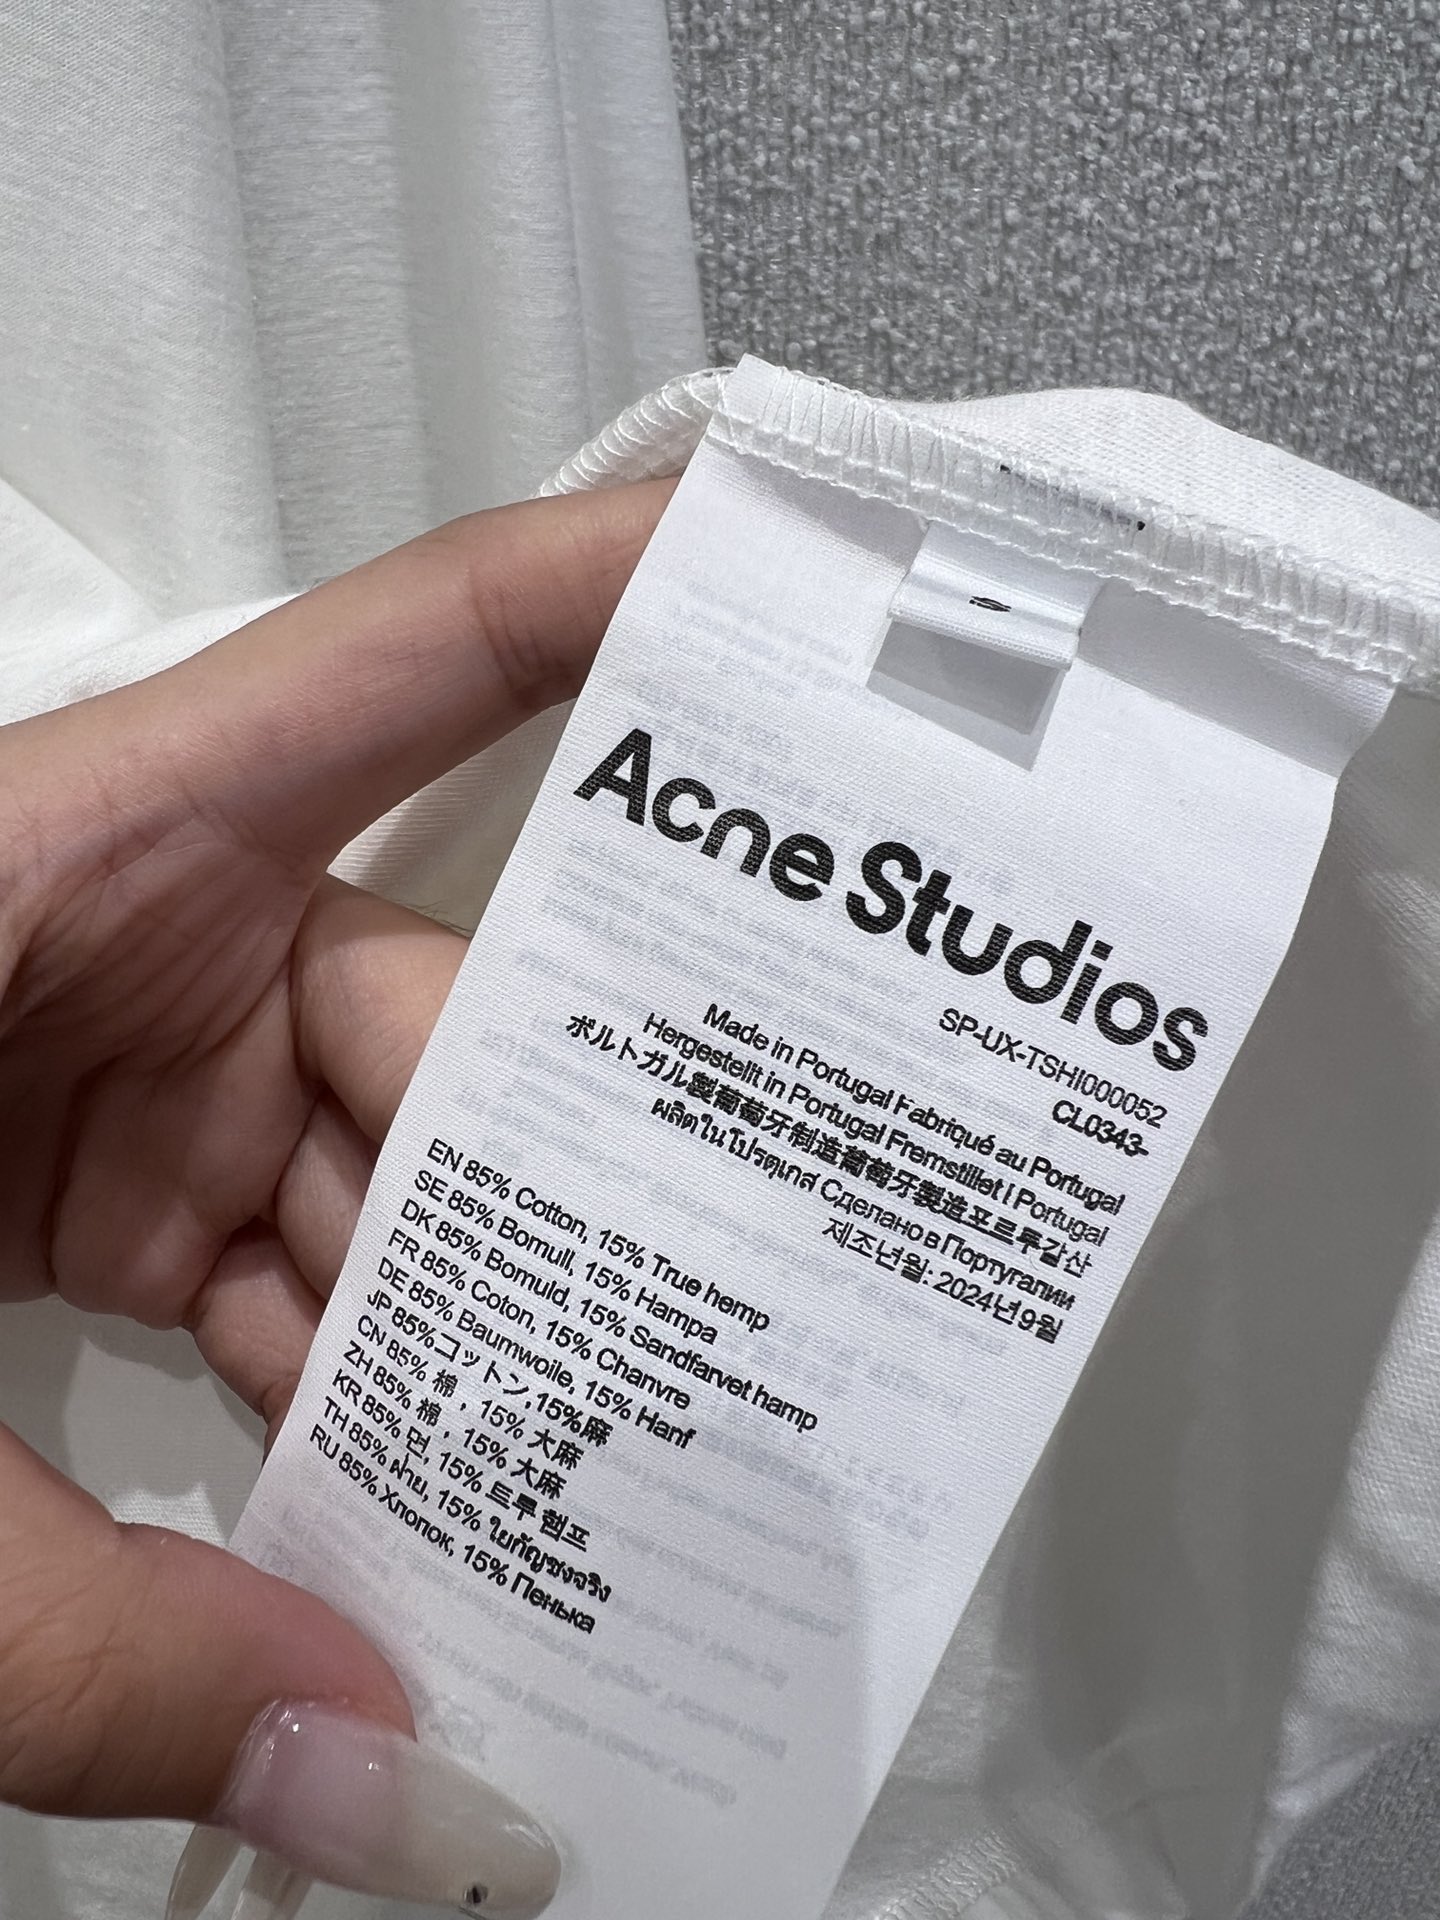 Acne Studios
SP-UX-TSHI000052
CL0343-
Made in Portugal Fabriqué au Portugal
Hergestellt in Portugal Fremstillet I Portugal
ポルトガル製葡萄牙制造葡萄牙製造포르투갈산
ผลิตในโปรตุเกส Сделано в Португалии
제조년월: 2024년9월
EN 85% Cotton, 15% True hemp
SE 85% Bomull, 15% Hampa
DK 85% Bomuld, 15% Sandfarvet hamp
FR 85% Coton, 15% Chanvre
DE 85% Baumwolle, 15% Hanf
JP 85%コットン,15%麻
CN 85% 棉，15% 大麻
ZH 85% 棉，15% 大麻
KR 85% 면, 15% 트루 햄프
TH 85% ฝ้าย, 15% ใยกัญชงจริง
RU 85% Хлопок, 15% Пенька